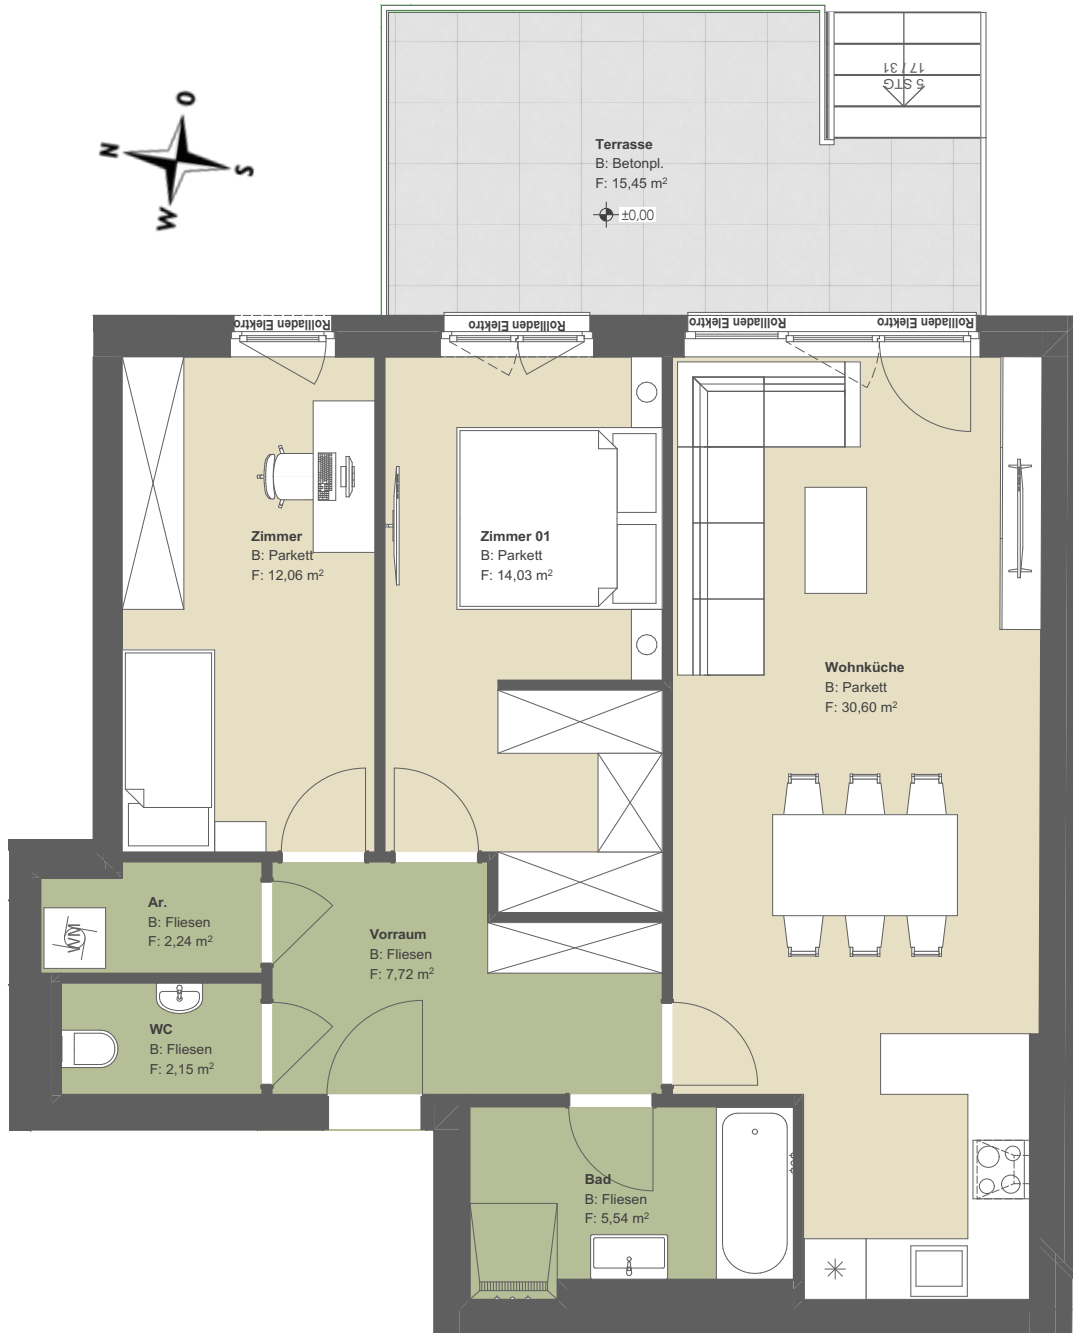 O
N
S
W
17 / 31
5 STG
Terrasse
B: Betonpl.
F: 15,45 m²
±0,00
Rollladen Elektro
Rollladen Elektro
Rollladen Elektro
Rollladen Elektro
Zimmer
B: Parkett
F: 12,06 m²
Zimmer 01
B: Parkett
F: 14,03 m²
Wohnküche
B: Parkett
F: 30,60 m²
Ar.
B: Fliesen
F: 2,24 m²
WM
Vorraum
B: Fliesen
F: 7,72 m²
WC
B: Fliesen
F: 2,15 m²
Bad
B: Fliesen
F: 5,54 m²